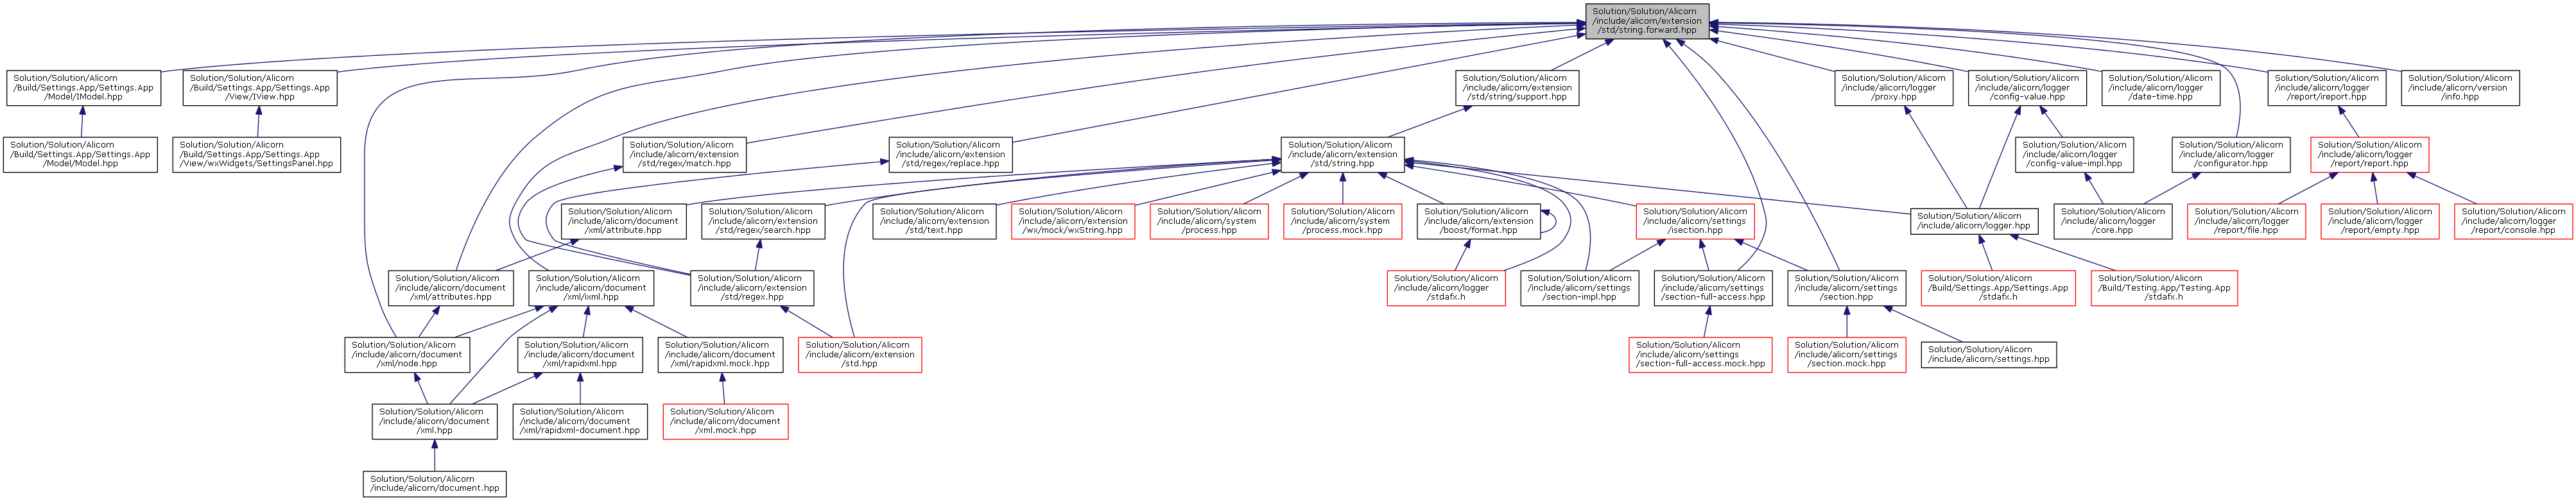 Solution/Solution/Alicorn
/include/alicorn/extension
/std/string.forward.hpp
Solution/Solution/Alicorn
/Build/Settings.App/Settings.App
/Model/IModel.hpp
Solution/Solution/Alicorn
/Build/Settings.App/Settings.App
/View/IView.hpp
Solution/Solution/Alicorn
/include/alicorn/extension
/std/string/support.hpp
Solution/Solution/Alicorn
/include/alicorn/logger
/proxy.hpp
Solution/Solution/Alicorn
/include/alicorn/logger
/config-value.hpp
Solution/Solution/Alicorn
/include/alicorn/logger
/date-time.hpp
Solution/Solution/Alicorn
/include/alicorn/logger
/report/ireport.hpp
Solution/Solution/Alicorn
/include/alicorn/version
/info.hpp
Solution/Solution/Alicorn
/Build/Settings.App/Settings.App
/Model/Model.hpp
Solution/Solution/Alicorn
/Build/Settings.App/Settings.App
/View/wxWidgets/SettingsPanel.hpp
Solution/Solution/Alicorn
/include/alicorn/extension
/std/regex/match.hpp
Solution/Solution/Alicorn
/include/alicorn/extension
/std/regex/replace.hpp
Solution/Solution/Alicorn
/include/alicorn/extension
/std/string.hpp
Solution/Solution/Alicorn
/include/alicorn/logger
/config-value-impl.hpp
Solution/Solution/Alicorn
/include/alicorn/logger
/configurator.hpp
Solution/Solution/Alicorn
/include/alicorn/logger
/report/report.hpp
Solution/Solution/Alicorn
/include/alicorn/document
/xml/attribute.hpp
Solution/Solution/Alicorn
/include/alicorn/extension
/std/regex/search.hpp
Solution/Solution/Alicorn
/include/alicorn/extension
/std/text.hpp
Solution/Solution/Alicorn
/include/alicorn/extension
/wx/mock/wxString.hpp
Solution/Solution/Alicorn
/include/alicorn/system
/process.hpp
Solution/Solution/Alicorn
/include/alicorn/system
/process.mock.hpp
Solution/Solution/Alicorn
/include/alicorn/extension
/boost/format.hpp
Solution/Solution/Alicorn
/include/alicorn/settings
/isection.hpp
Solution/Solution/Alicorn
/include/alicorn/logger.hpp
Solution/Solution/Alicorn
/include/alicorn/logger
/core.hpp
Solution/Solution/Alicorn
/include/alicorn/logger
/report/file.hpp
Solution/Solution/Alicorn
/include/alicorn/logger
/report/empty.hpp
Solution/Solution/Alicorn
/include/alicorn/logger
/report/console.hpp
Solution/Solution/Alicorn
/include/alicorn/document
/xml/attributes.hpp
Solution/Solution/Alicorn
/include/alicorn/document
/xml/ixml.hpp
Solution/Solution/Alicorn
/include/alicorn/extension
/std/regex.hpp
Solution/Solution/Alicorn
/include/alicorn/logger
/stdafx.h
Solution/Solution/Alicorn
/include/alicorn/settings
/section-impl.hpp
Solution/Solution/Alicorn
/include/alicorn/settings
/section-full-access.hpp
Solution/Solution/Alicorn
/include/alicorn/settings
/section.hpp
Solution/Solution/Alicorn
/Build/Settings.App/Settings.App
/stdafx.h
Solution/Solution/Alicorn
/Build/Testing.App/Testing.App
/stdafx.h
Solution/Solution/Alicorn
/include/alicorn/document
/xml/node.hpp
Solution/Solution/Alicorn
/include/alicorn/document
/xml/rapidxml.hpp
Solution/Solution/Alicorn
/include/alicorn/document
/xml/rapidxml.mock.hpp
Solution/Solution/Alicorn
/include/alicorn/extension
/std.hpp
Solution/Solution/Alicorn
/include/alicorn/settings
/section-full-access.mock.hpp
Solution/Solution/Alicorn
/include/alicorn/settings
/section.mock.hpp
Solution/Solution/Alicorn
/include/alicorn/settings.hpp
Solution/Solution/Alicorn
/include/alicorn/document
/xml.hpp
Solution/Solution/Alicorn
/include/alicorn/document
/xml/rapidxml-document.hpp
Solution/Solution/Alicorn
/include/alicorn/document
/xml.mock.hpp
Solution/Solution/Alicorn
/include/alicorn/document.hpp